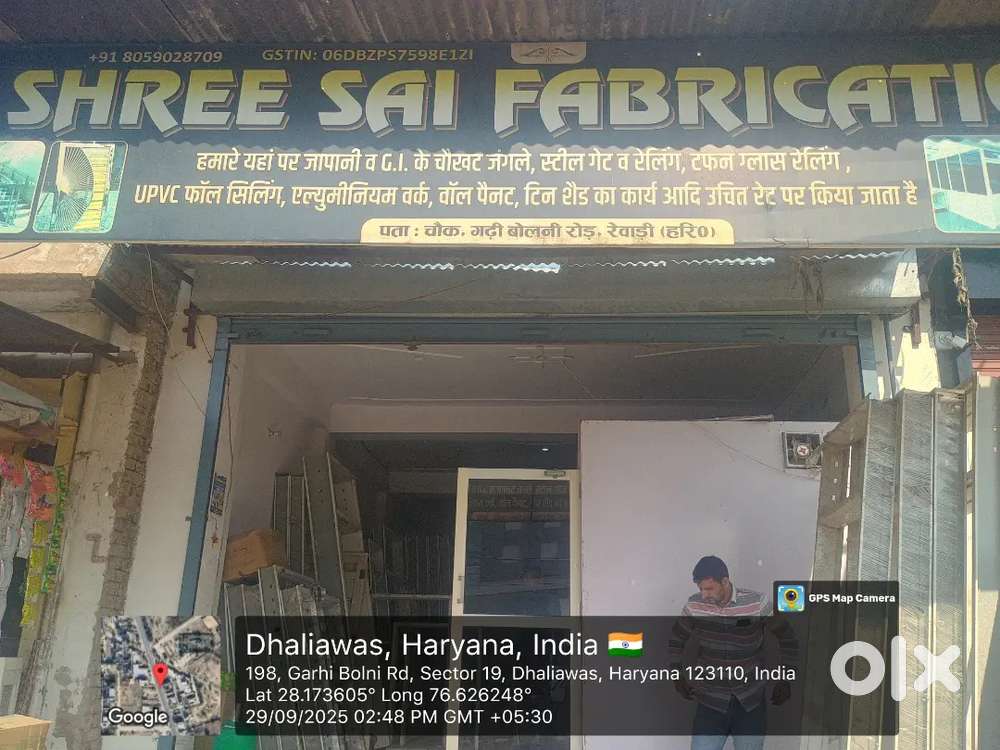 +91 8059028709 GSTIN: 06DBZPS7598E1ZI
SHREE SAI FABRICATIO
हमारे यहां पर जापानी व G.I. के चौखट जंगले, स्टील गेट व रेलिंग, टफन ग्लास रेलिंग ,
UPVC फॉल सिलिंग, एल्युमीनियम वर्क, वॉल पैनट, टिन शैड का कार्य आदि उचित रेट पर किया जाता है
पता : चौक, गढ़ी बोलनी रोड़, रेवाड़ी (हरि0)
GPS Map Camera
Dhaliawas, Haryana, India
198, Garhi Bolni Rd, Sector 19, Dhaliawas, Haryana 123110, India
Lat 28.173605° Long 76.626248°
29/09/2025 02:48 PM GMT +05:30
Google
olx